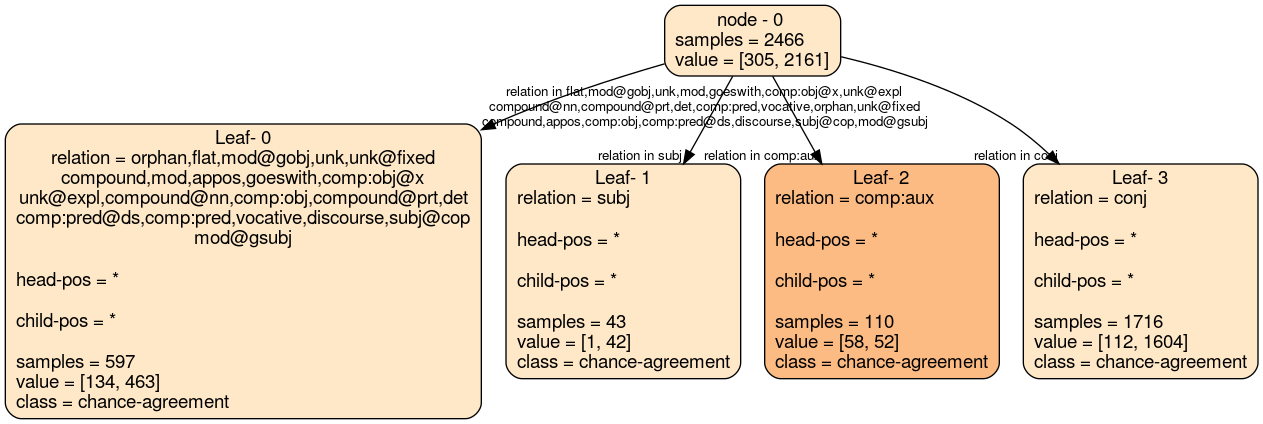 node - 0
samples = 2466
value = [305, 2161]
relation in flat,mod@gobj,unk,mod,goeswith,comp:obj@x,unk@expl
compound@nn,compound@prt,det,comp:pred,vocative,orphan,unk@fixed
compound,appos,comp:obj,comp:pred@ds,discourse,subj@cop,mod@gsubj
relation in subj
relation in comp:aux
relation in conj
Leaf- 0
relation = orphan,flat,mod@gobj,unk,unk@fixed
compound,mod,appos,goeswith,comp:obj@x
unk@expl,compound@nn,comp:obj,compound@prt,det
comp:pred@ds,comp:pred,vocative,discourse,subj@cop
mod@gsubj
head-pos = *
child-pos = *
samples = 597
value = [134, 463]
class = chance-agreement
Leaf- 1
relation = subj
head-pos = *
child-pos = *
samples = 43
value = [1, 42]
class = chance-agreement
Leaf- 2
relation = comp:aux
head-pos = *
child-pos = *
samples = 110
value = [58, 52]
class = chance-agreement
Leaf- 3
relation = conj
head-pos = *
child-pos = *
samples = 1716
value = [112, 1604]
class = chance-agreement